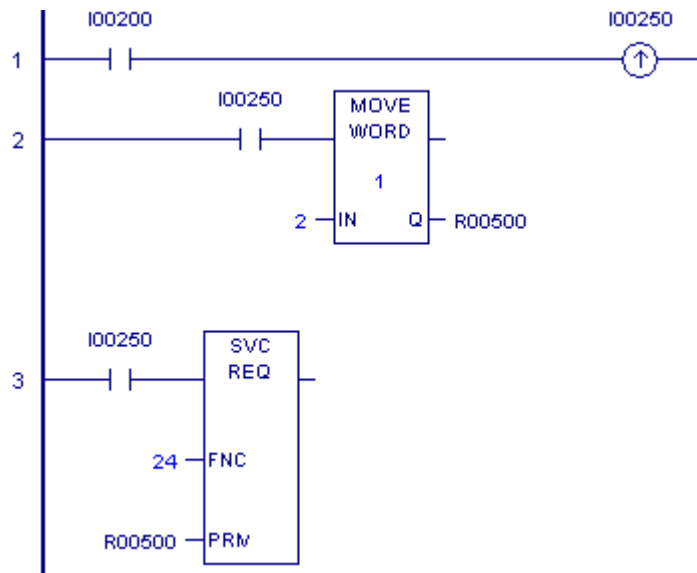 I00200 I00250
1
I00250 MOVE
2 WORD
1
2 IN Q R00500
I00250 SVC
3 REQ
24 FNC
R00500 PRM